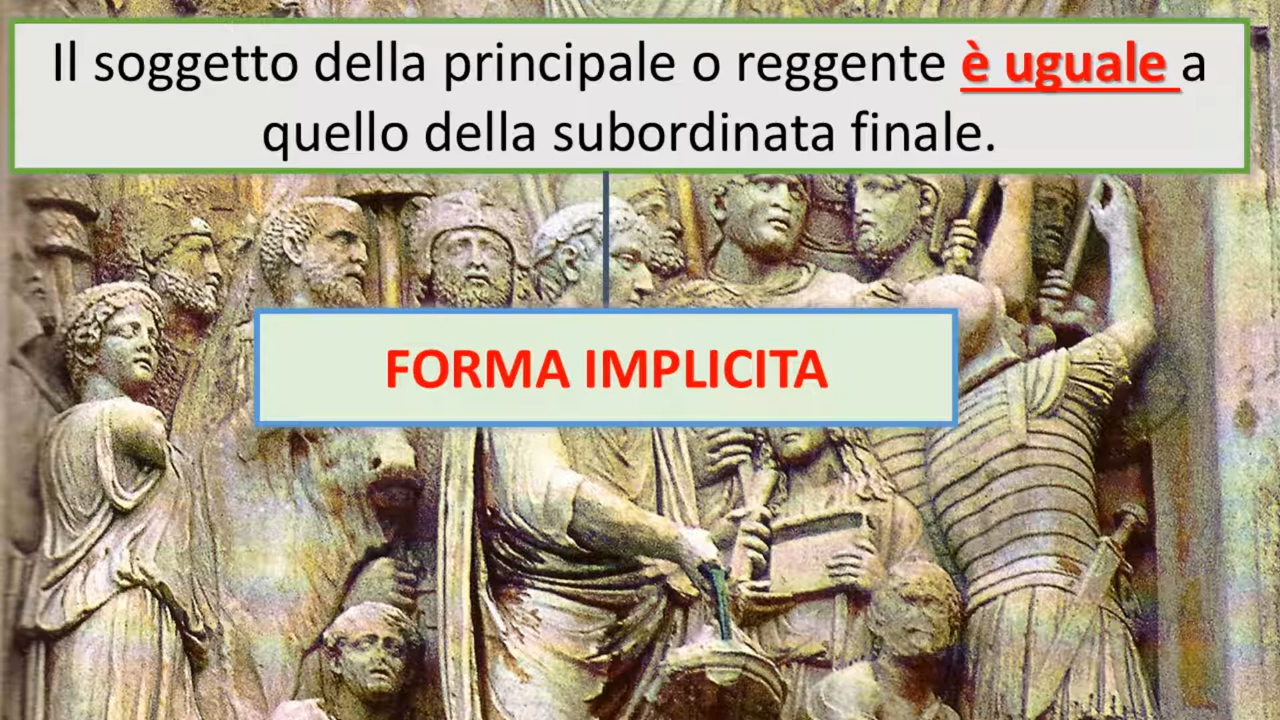 Il soggetto della principale o reggente è uguale a
quello della subordinata finale.
FORMA IMPLICITA